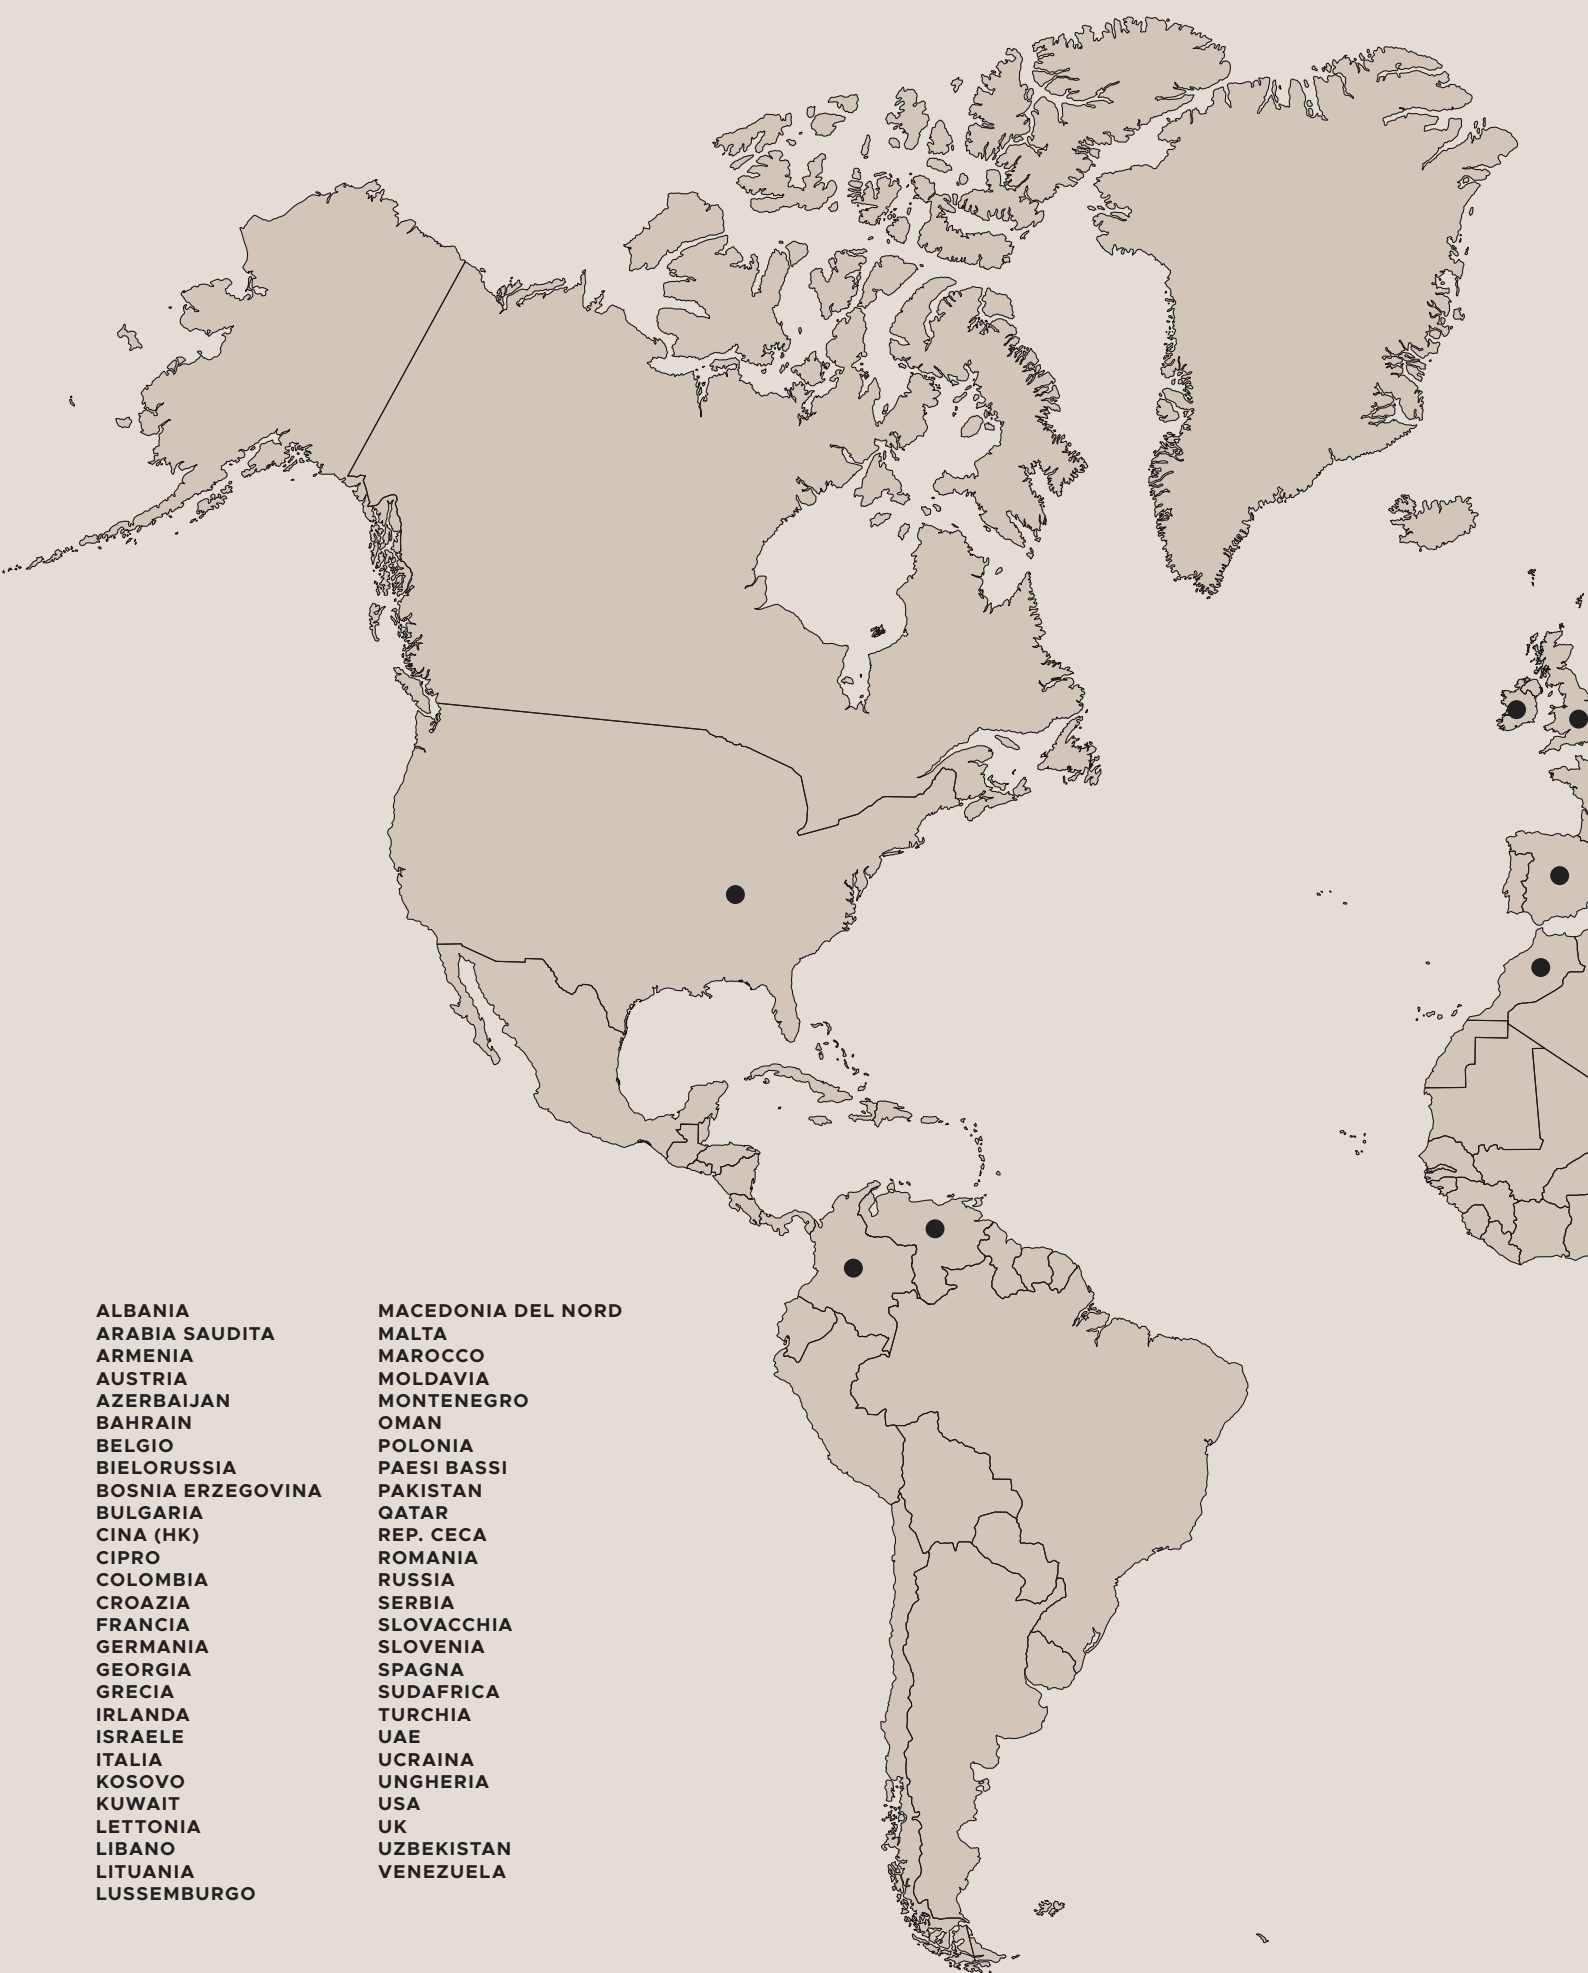 ALBANIA
ARABIA SAUDITA
ARMENIA
AUSTRIA
AZERBAIJAN
BAHRAIN
BELGIO
BIELORUSSIA
BOSNIA ERZEGOVINA
BULGARIA
CINA (HK)
CIPRO
COLOMBIA
CROAZIA
FRANCIA
GERMANIA
GEORGIA
GRECIA
IRLANDA
ISRAELE
ITALIA
KOSOVO
KUWAIT
LETTONIA
LIBANO
LITUANIA
LUSSEMBURGO
MACEDONIA DEL NORD
MALTA
MAROCCO
MOLDAVIA
MONTENEGRO
OMAN
POLONIA
PAESI BASSI
PAKISTAN
QATAR
REP. CECA
ROMANIA
RUSSIA
SERBIA
SLOVACCHIA
SLOVENIA
SPAGNA
SUDAFRICA
TURCHIA
UAE
UCRAINA
UNGHERIA
USA
UK
UZBEKISTAN
VENEZUELA